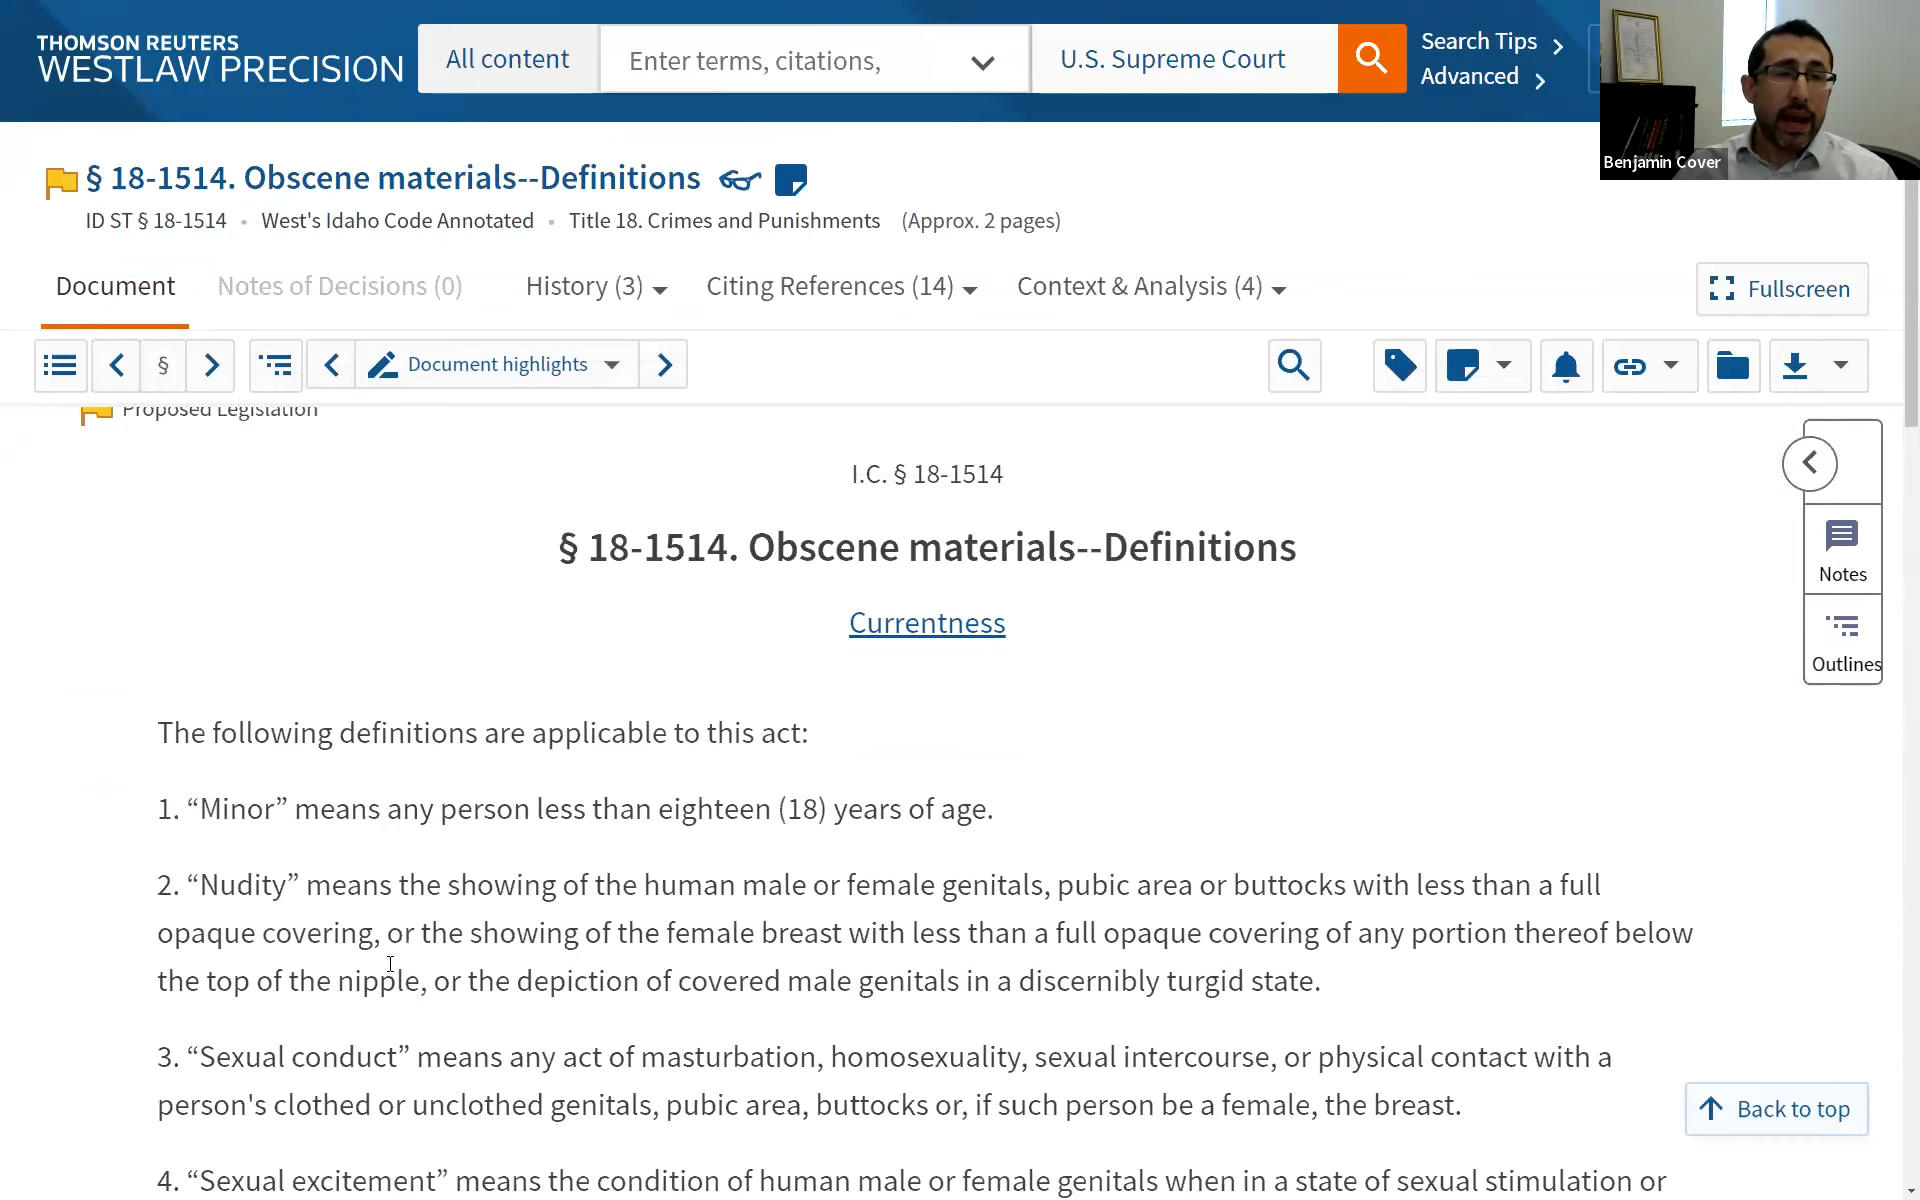 THOMSON REUTERS
WESTLAW PRECISION
All content
Enter terms, citations,
U.S. Supreme Court
Search Tips
Advanced
Benjamin Cover
§ 18-1514. Obscene materials--Definitions
ID ST § 18-1514 • West's Idaho Code Annotated • Title 18. Crimes and Punishments (Approx. 2 pages)
Document Notes of Decisions (0) History (3) Citing References (14) Context & Analysis (4)
Fullscreen
§
Document highlights
Proposed Legislation
I.C. § 18-1514
§ 18-1514. Obscene materials--Definitions
Currentness
Notes
Outlines
The following definitions are applicable to this act:
1. “Minor” means any person less than eighteen (18) years of age.
2. “Nudity” means the showing of the human male or female genitals, pubic area or buttocks with less than a full
opaque covering, or the showing of the female breast with less than a full opaque covering of any portion thereof below
the top of the nipple, or the depiction of covered male genitals in a discernibly turgid state.
3. “Sexual conduct” means any act of masturbation, homosexuality, sexual intercourse, or physical contact with a
person's clothed or unclothed genitals, pubic area, buttocks or, if such person be a female, the breast.
Back to top
4. “Sexual excitement” means the condition of human male or female genitals when in a state of sexual stimulation or